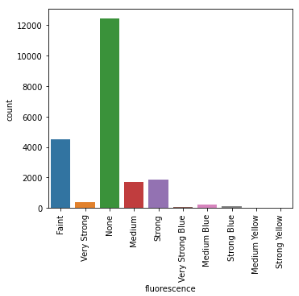 12000
10000
8000
6000
4000
2000
0
count
Faint
Very Strong
None
Medium
Strong
Very Strong Blue
Medium Blue
Strong Blue
Medium Yellow
Strong Yellow
fluorescence